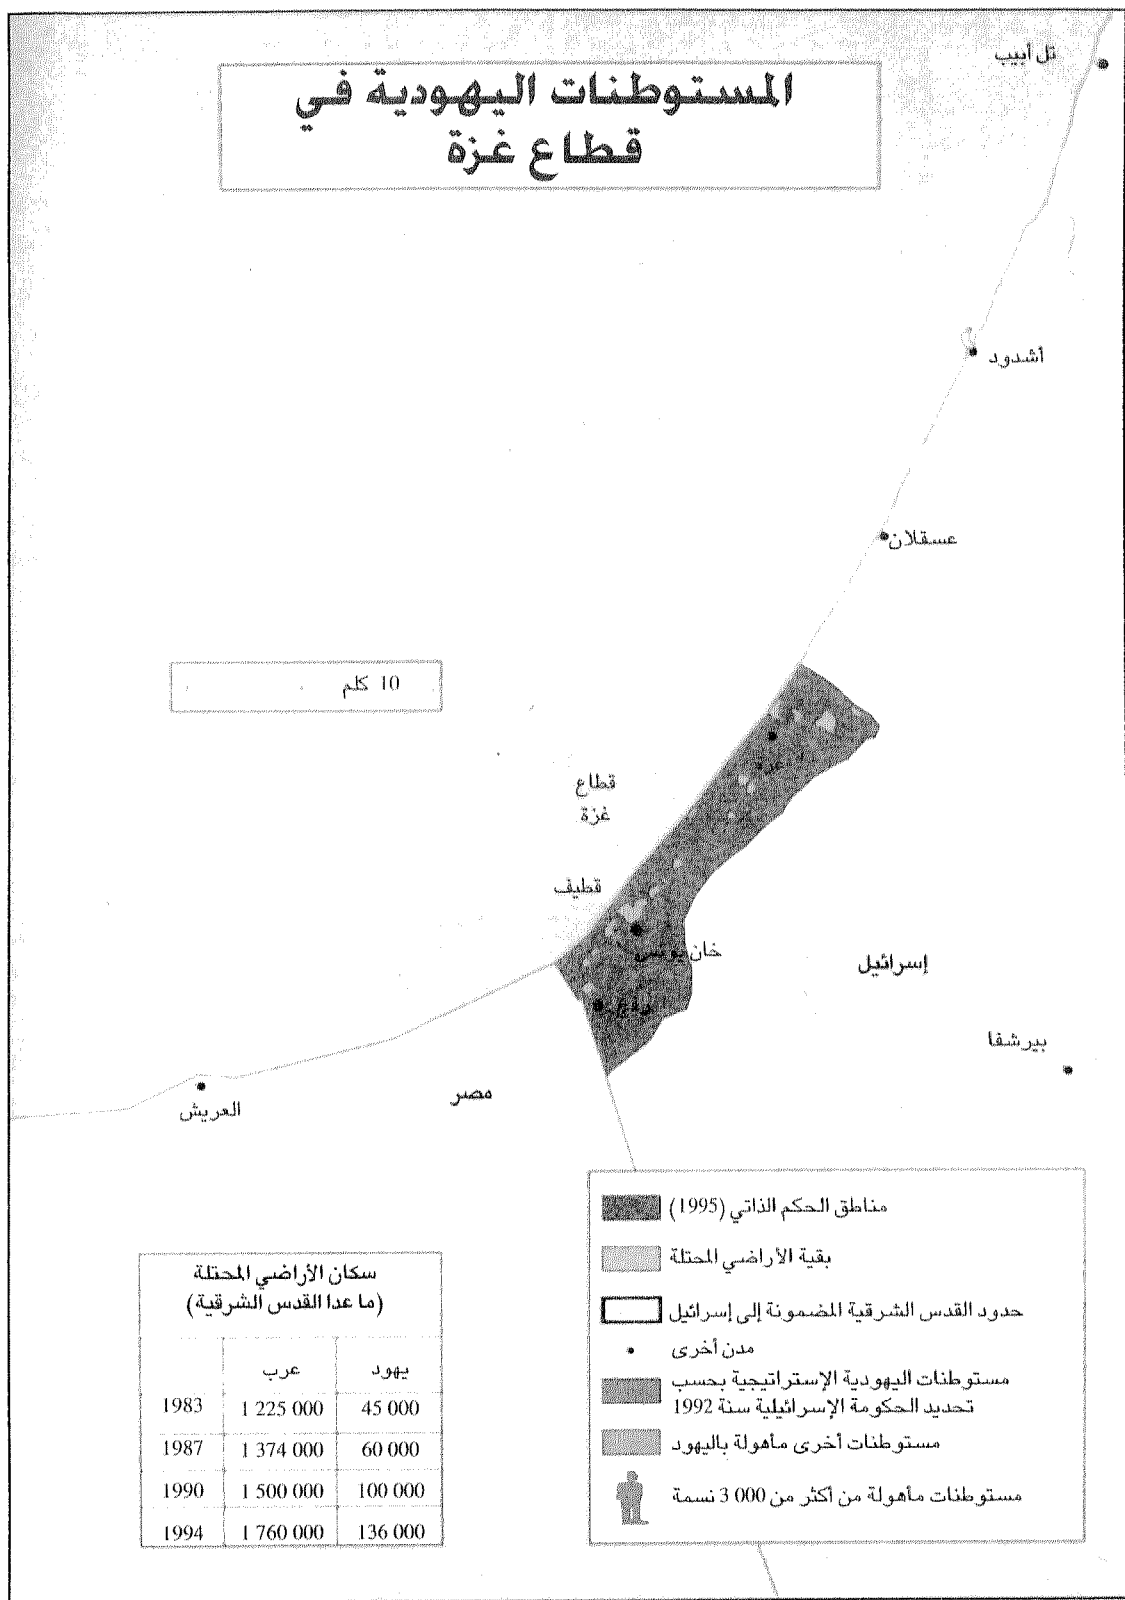 المستوطنات اليهودية في
قطاع غزة
تل أبيب
أشدود
عسقلان
10 كلم
غزة
قطاع
غزة
قطيف
خان يونس
إسرائيل
رفح
بيرشفا
مصر
العريش
مناطق الحكم الذاتي (1995)
بقية الأراضي المحتلة
حدود القدس الشرقية المضمونة إلى إسرائيل
مدن أخرى
مستوطنات اليهودية الإستراتيجية بحسب
تحديد الحكومة الإسرائيلية سنة 1992
مستوطنات أخرى مأهولة باليهود
مستوطنات مأهولة من أكثر من 000 3 نسمة
سكان الأراضي المحتلة
(ما عدا القدس الشرقية)
عرب يهود
1983 1 225 000 45 000
1987 1 374 000 60 000
1990 1 500 000 100 000
1994 1 760 000 136 000